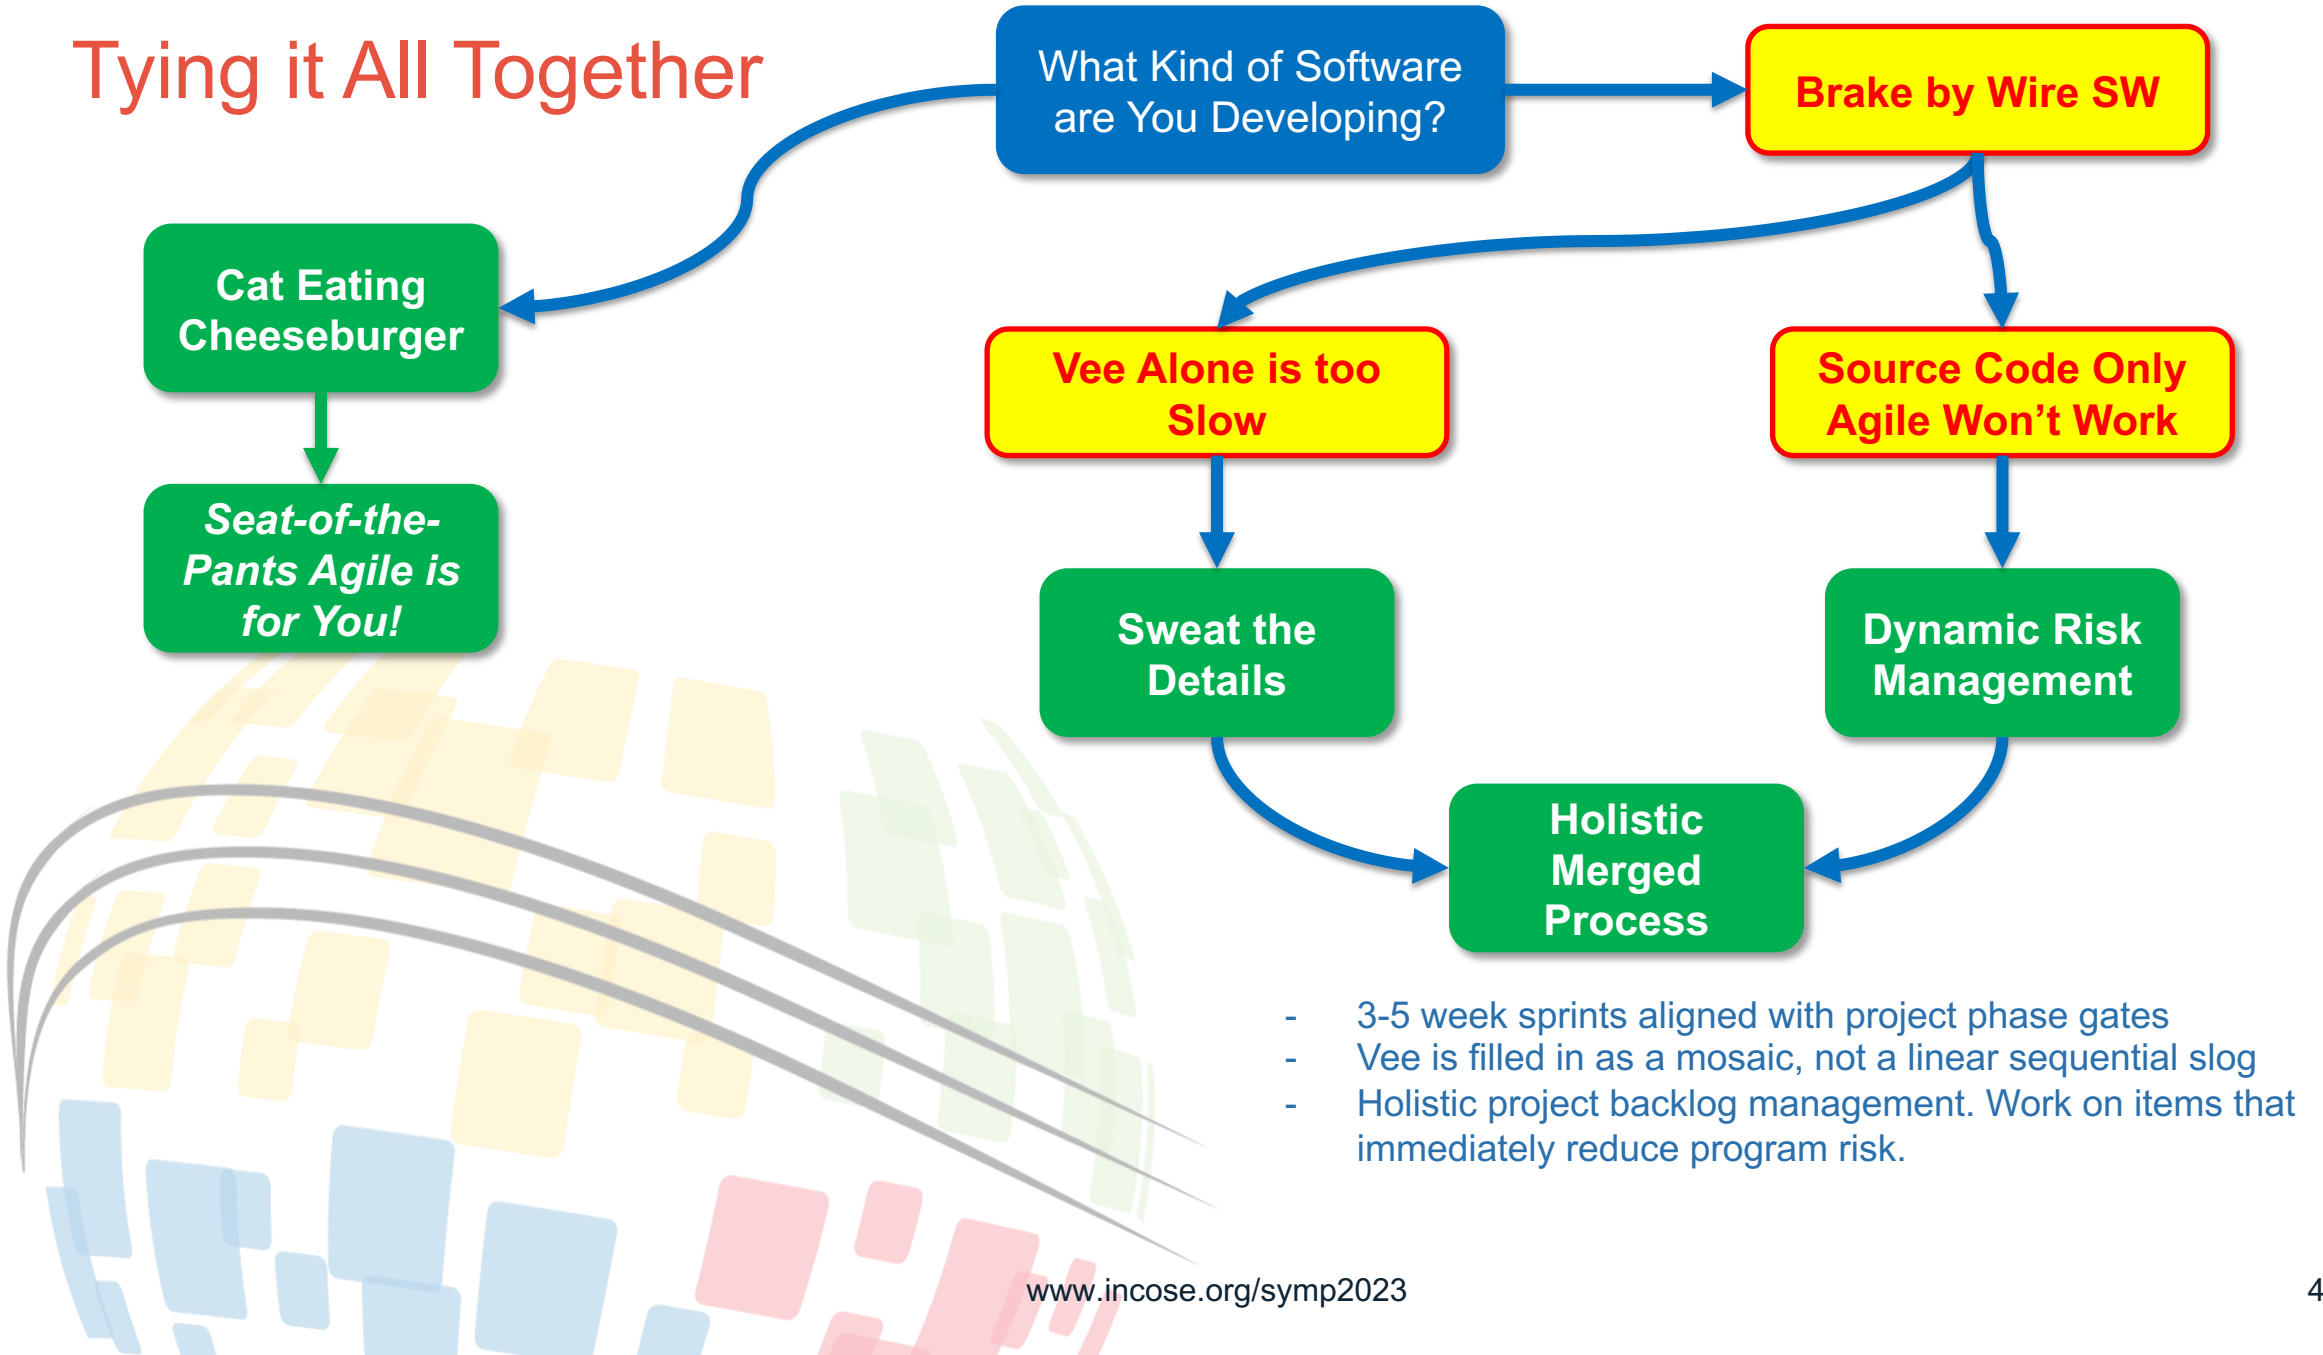 Tying it All Together
What Kind of Software
are You Developing?
Brake by Wire SW
Cat Eating
Cheeseburger
Seat-of-the-
Pants Agile is
for You!
Vee Alone is too
Slow
Source Code Only
Agile Won’t Work
Sweat the
Details
Dynamic Risk
Management
Holistic
Merged
Process
- 3-5 week sprints aligned with project phase gates
- Vee is filled in as a mosaic, not a linear sequential slog
- Holistic project backlog management. Work on items that
immediately reduce program risk.
www.incose.org/symp2023
4